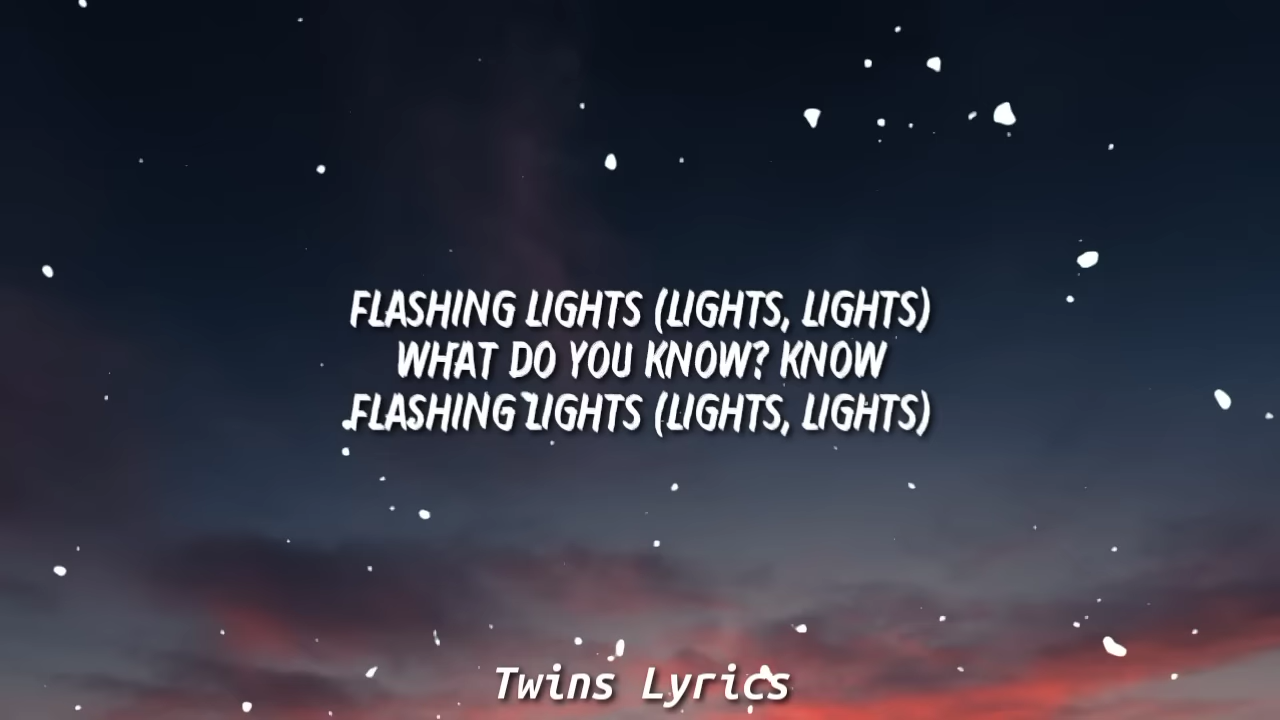 FLASHING LIGHTS (LIGHTS, LIGHTS)
WHAT DO YOU KNOW? KNOW
FLASHING LIGHTS (LIGHTS, LIGHTS)
Twins Lyrics